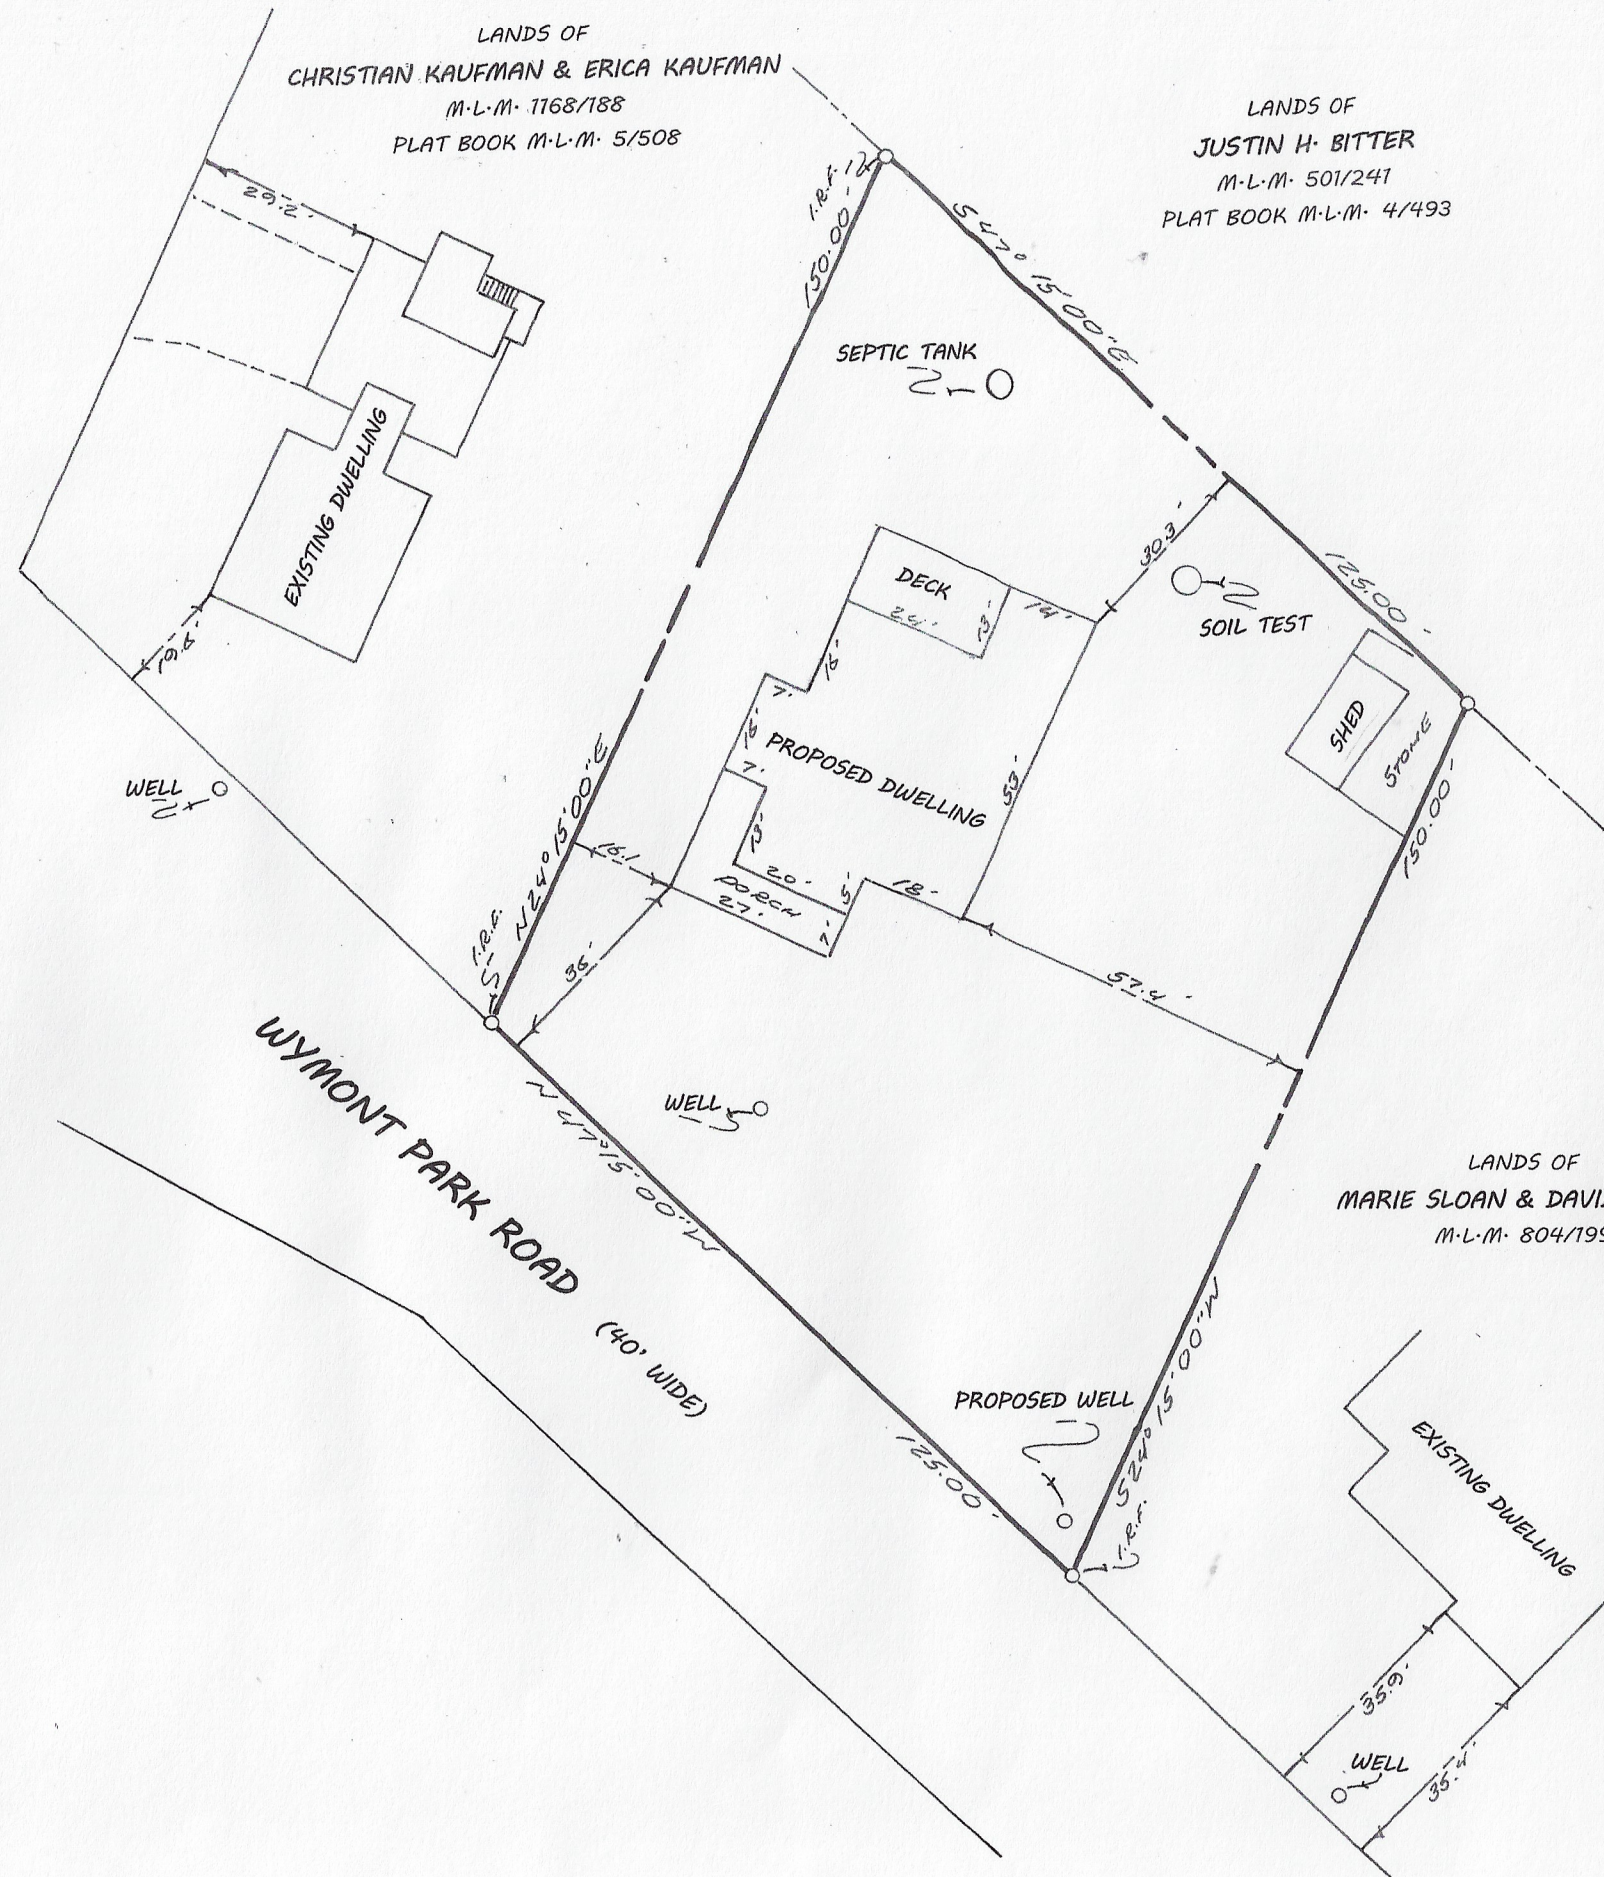 LANDS OF
CHRISTIAN KAUFMAN & ERICA KAUFMAN
M.L.M. 1168/188
PLAT BOOK M.L.M. 5/508
LANDS OF
JUSTIN H. BITTER
M.L.M. 501/241
PLAT BOOK M.L.M. 4/493
29.2'
I.R.F.
150.00'
S 47° 15' 00" E
SEPTIC TANK
EXISTING DWELLING
19.6'
30.3'
125.00'
DECK
24'
13'
14'
SOIL TEST
16'
7'
16'
PROPOSED DWELLING
7'
53'
SHED
STONE
WELL
N 24° 15' 00" E
150.00'
16.1
13'
20'
PORCH
27'
5'
18'
7'
I.R.F.
36'
57.4'
WYMONT PARK ROAD
(40' WIDE)
WELL
N 47° 15' 00" W
LANDS OF
MARIE SLOAN & DAVI
M.L.M. 804/199
S 24° 15' 00" W
PROPOSED WELL
125.00'
I.R.F.
EXISTING DWELLING
35.9'
WELL
35.4'